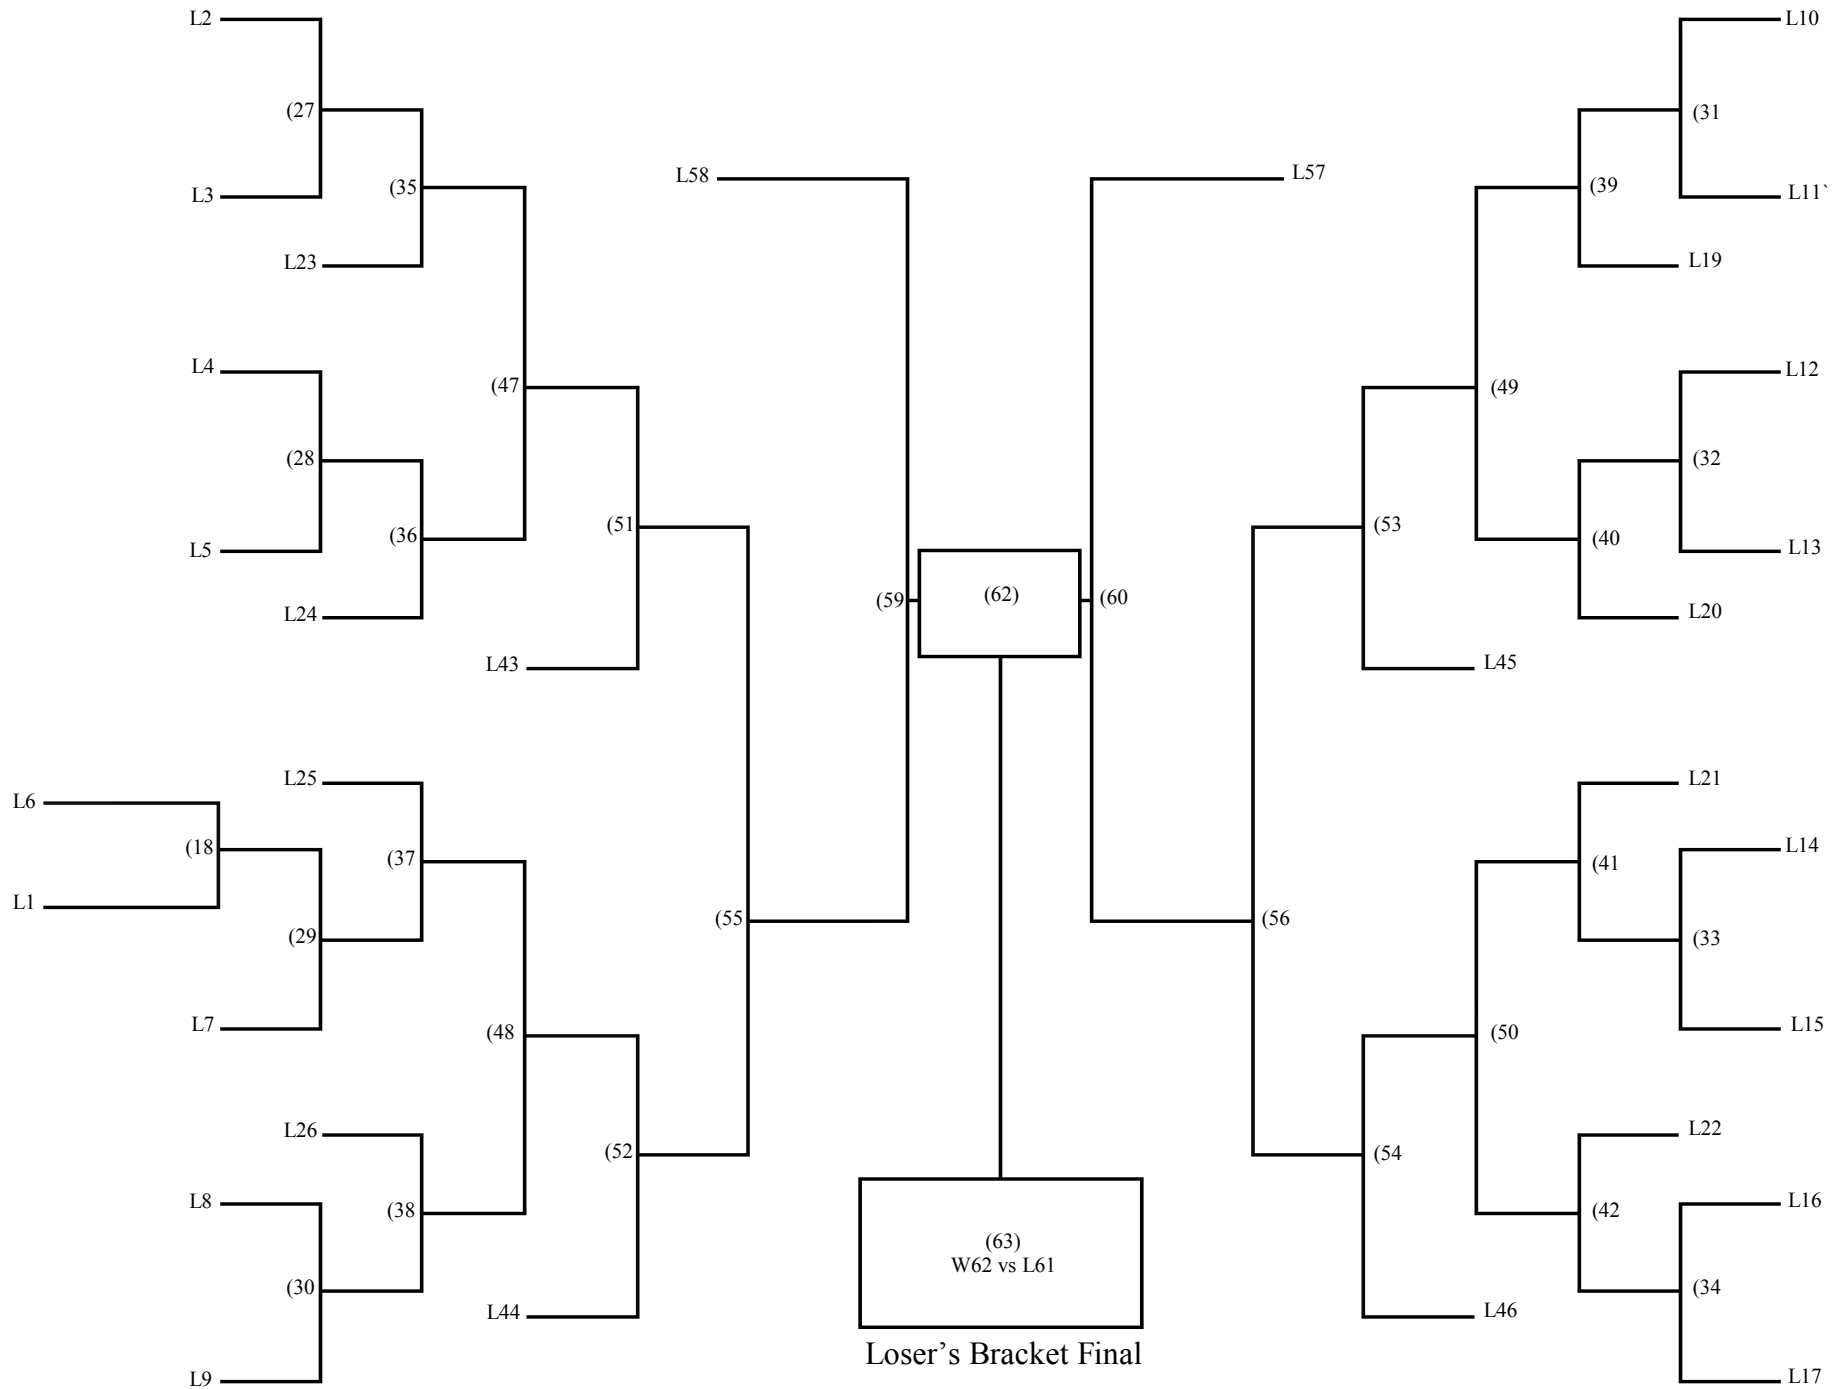 L2
L10
(27
(31
L58
L57
L3
(35
(39
L11`
L23
L19
L4
L12
(47
(49
(28
(32
(51
(53
L5
(36
(40
L13
(59
(62)
(60
L24
L20
L43
L45
L25
L21
L6
(18
(37
(41
L14
L1
(55
(56
(29
(33
L7
(48
(50
L15
L26
L22
(52
(54
L8
(38
(42
L16
(63)
W62 vs L61
(30
(34
L44
L46
Loser’s Bracket Final
L9
L17